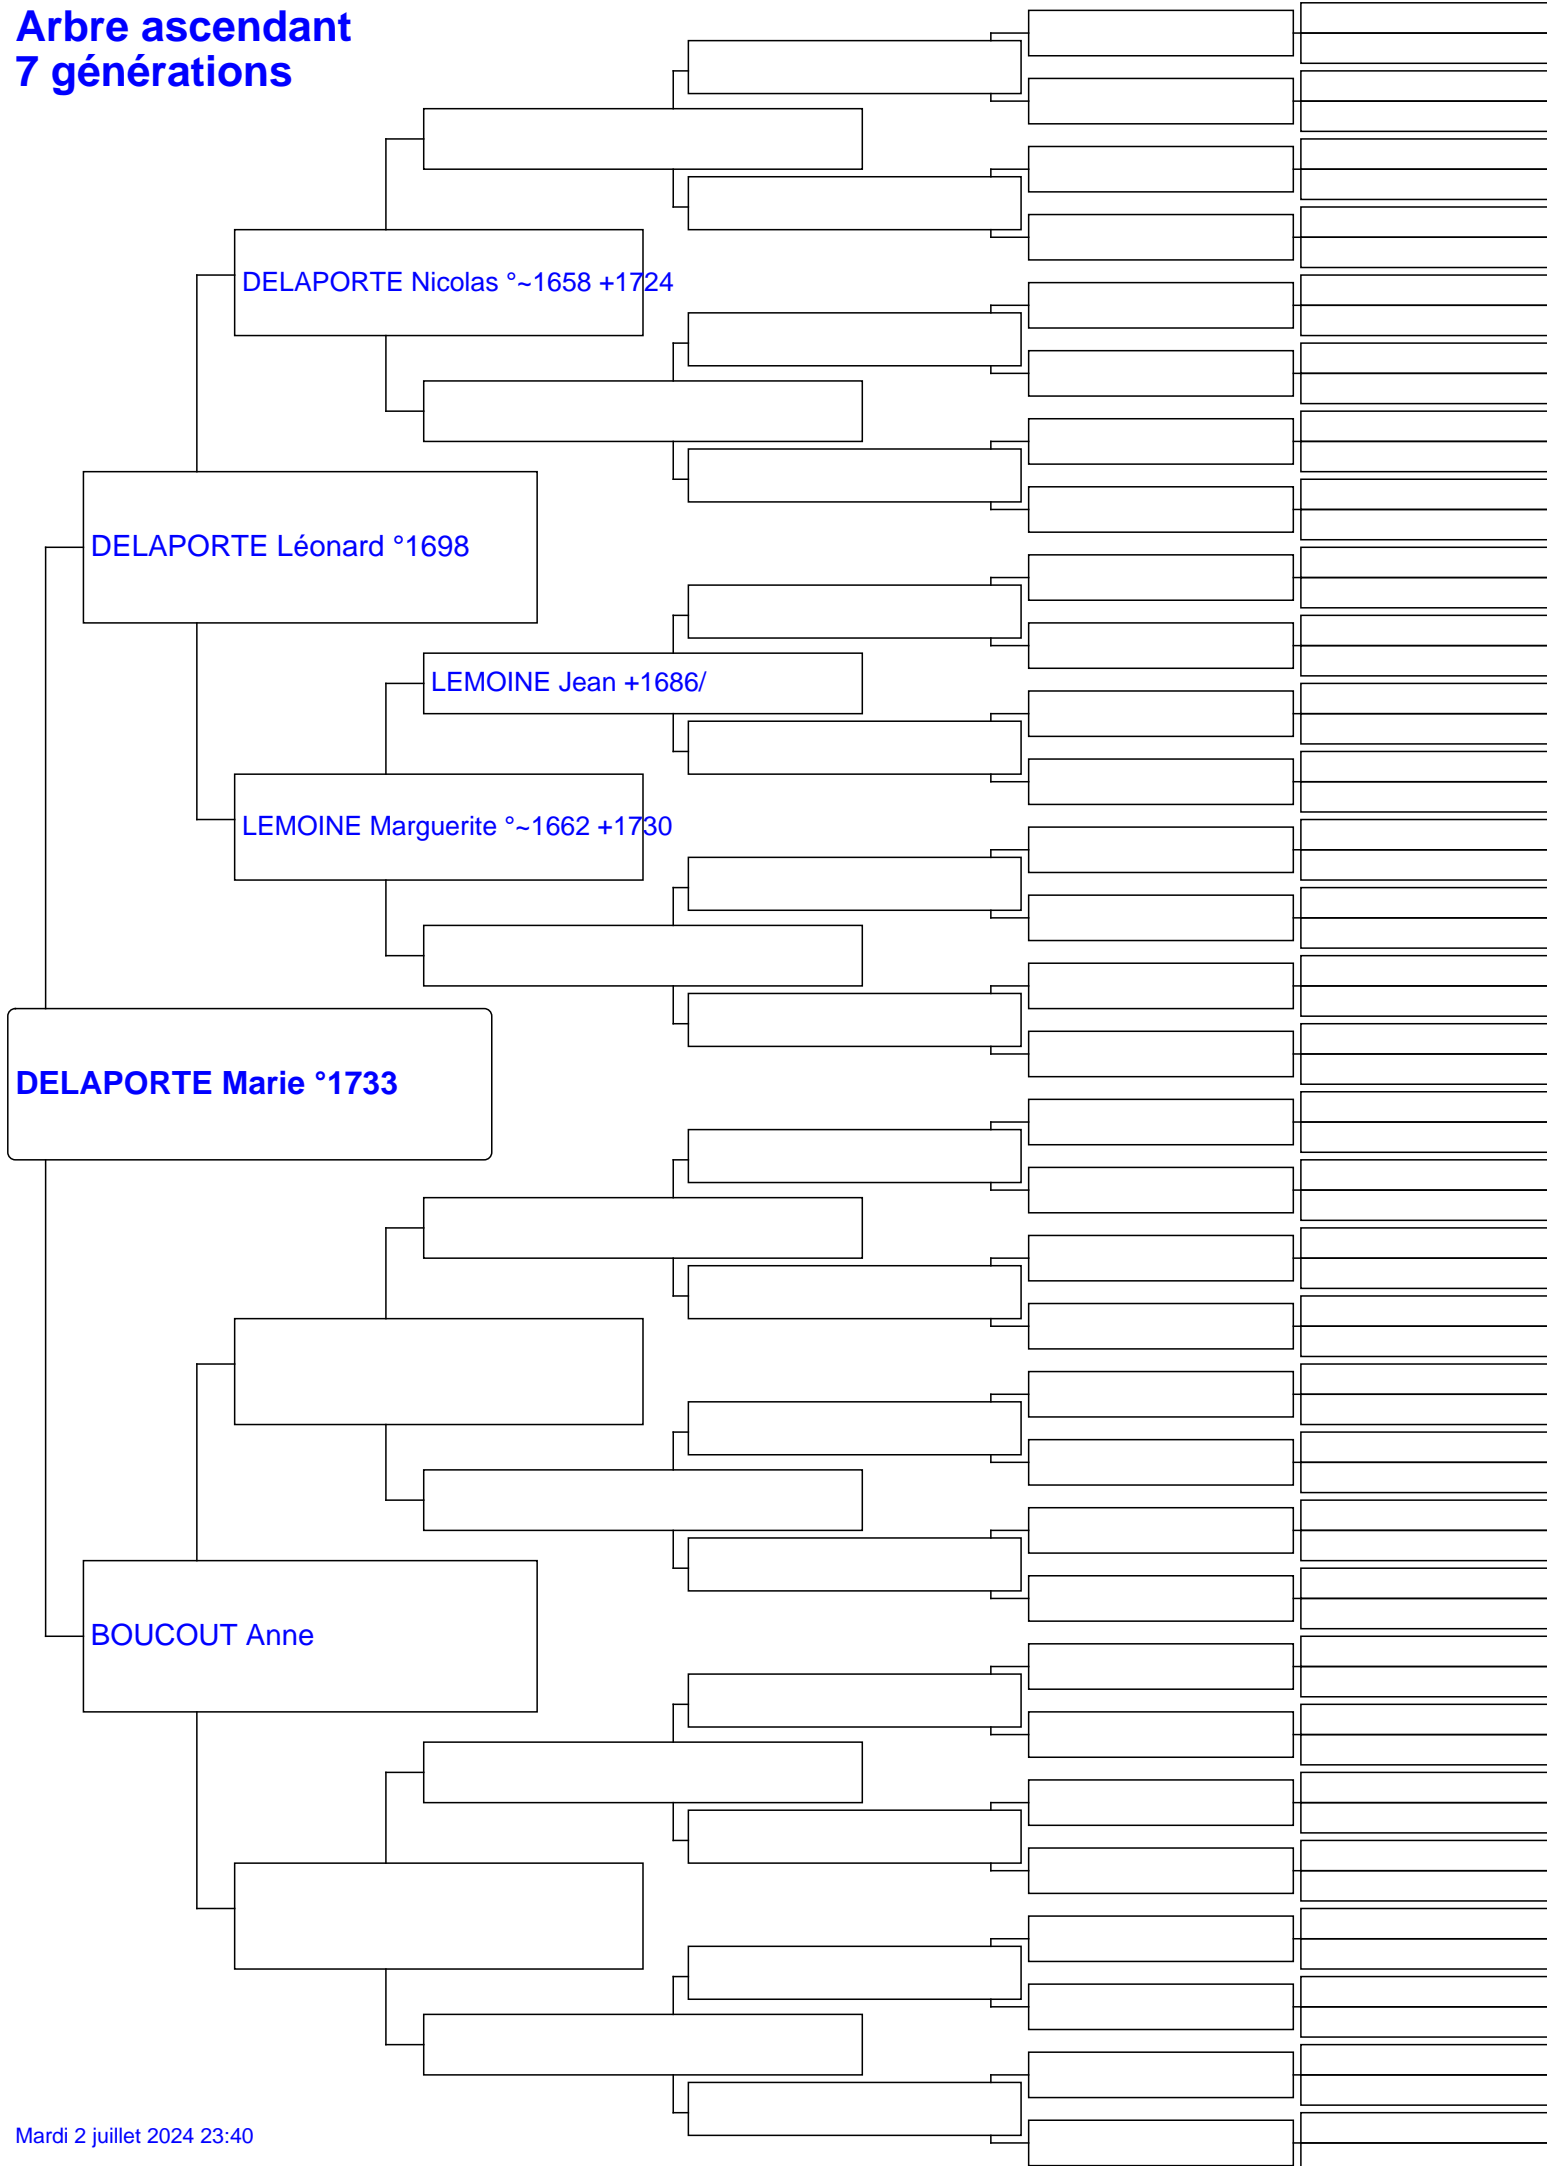 Arbre ascendant
7 générations
DELAPORTE Nicolas °~1658 +1724
DELAPORTE Léonard °1698
LEMOINE Jean +1686/
LEMOINE Marguerite °~1662 +1730
DELAPORTE Marie °1733
BOUCOUT Anne
Mardi 2 juillet 2024 23:40